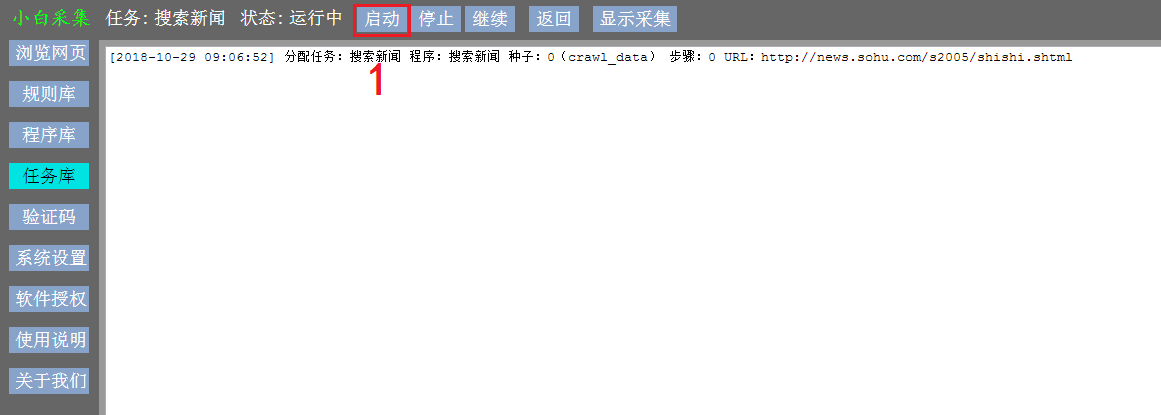 小白采集 任务: 搜索新闻 状态: 运行中 启动 停止 继续 返回 显示采集
浏览网页
[2018-10-29 09:06:52] 分配任务: 搜索新闻 程序: 搜索新闻 种子: 0 (crawl_data) 步骤: 0 URL: http://news.sohu.com/s2005/shishi.shtml
1
规则库
程序库
任务库
验证码
系统设置
软件授权
使用说明
关于我们